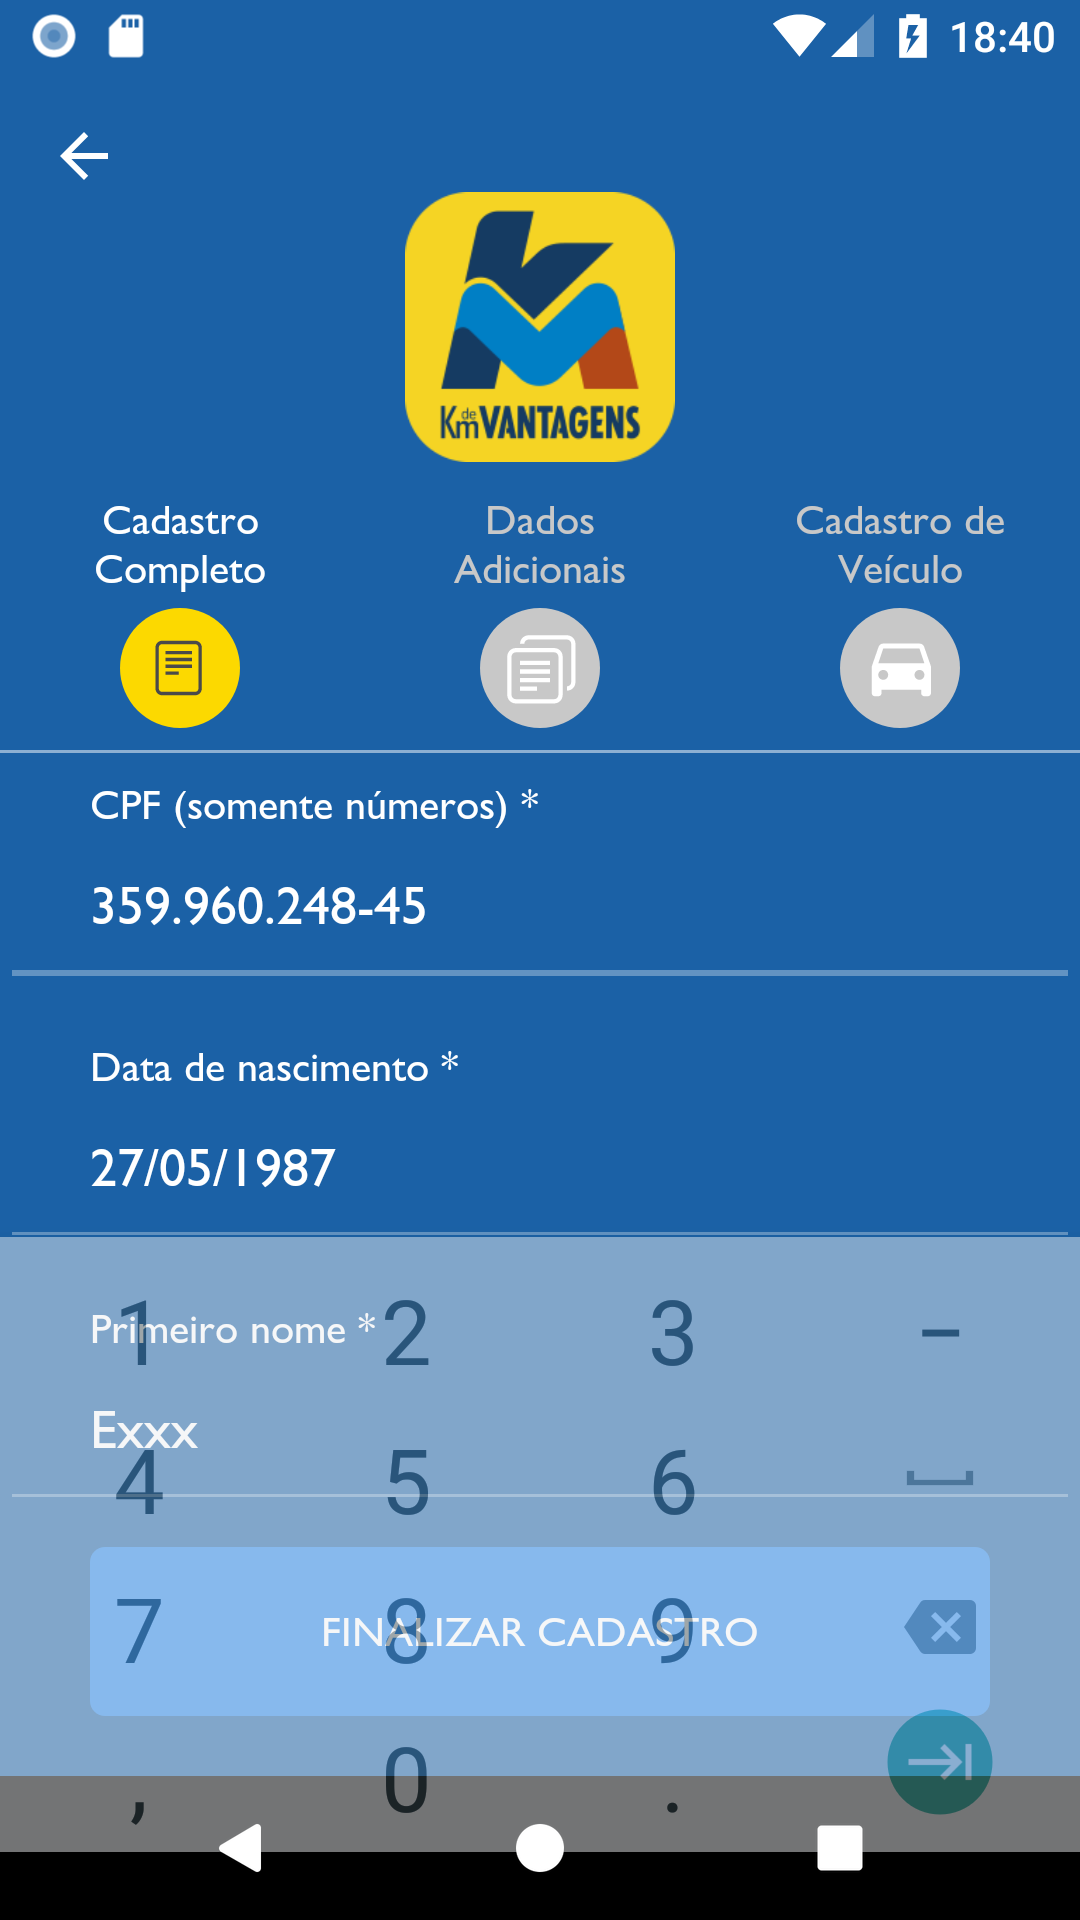 18:40
Km de VANTAGENS
Cadastro
Completo
Dados
Adicionais
Cadastro de
Veículo
CPF (somente números) *
359.960.248-45
Data de nascimento *
27/05/1987
Primeiro nome *
Exxx
1 2 3 –
4 5 6
7 8 9
FINALIZAR CADASTRO
, 0 .